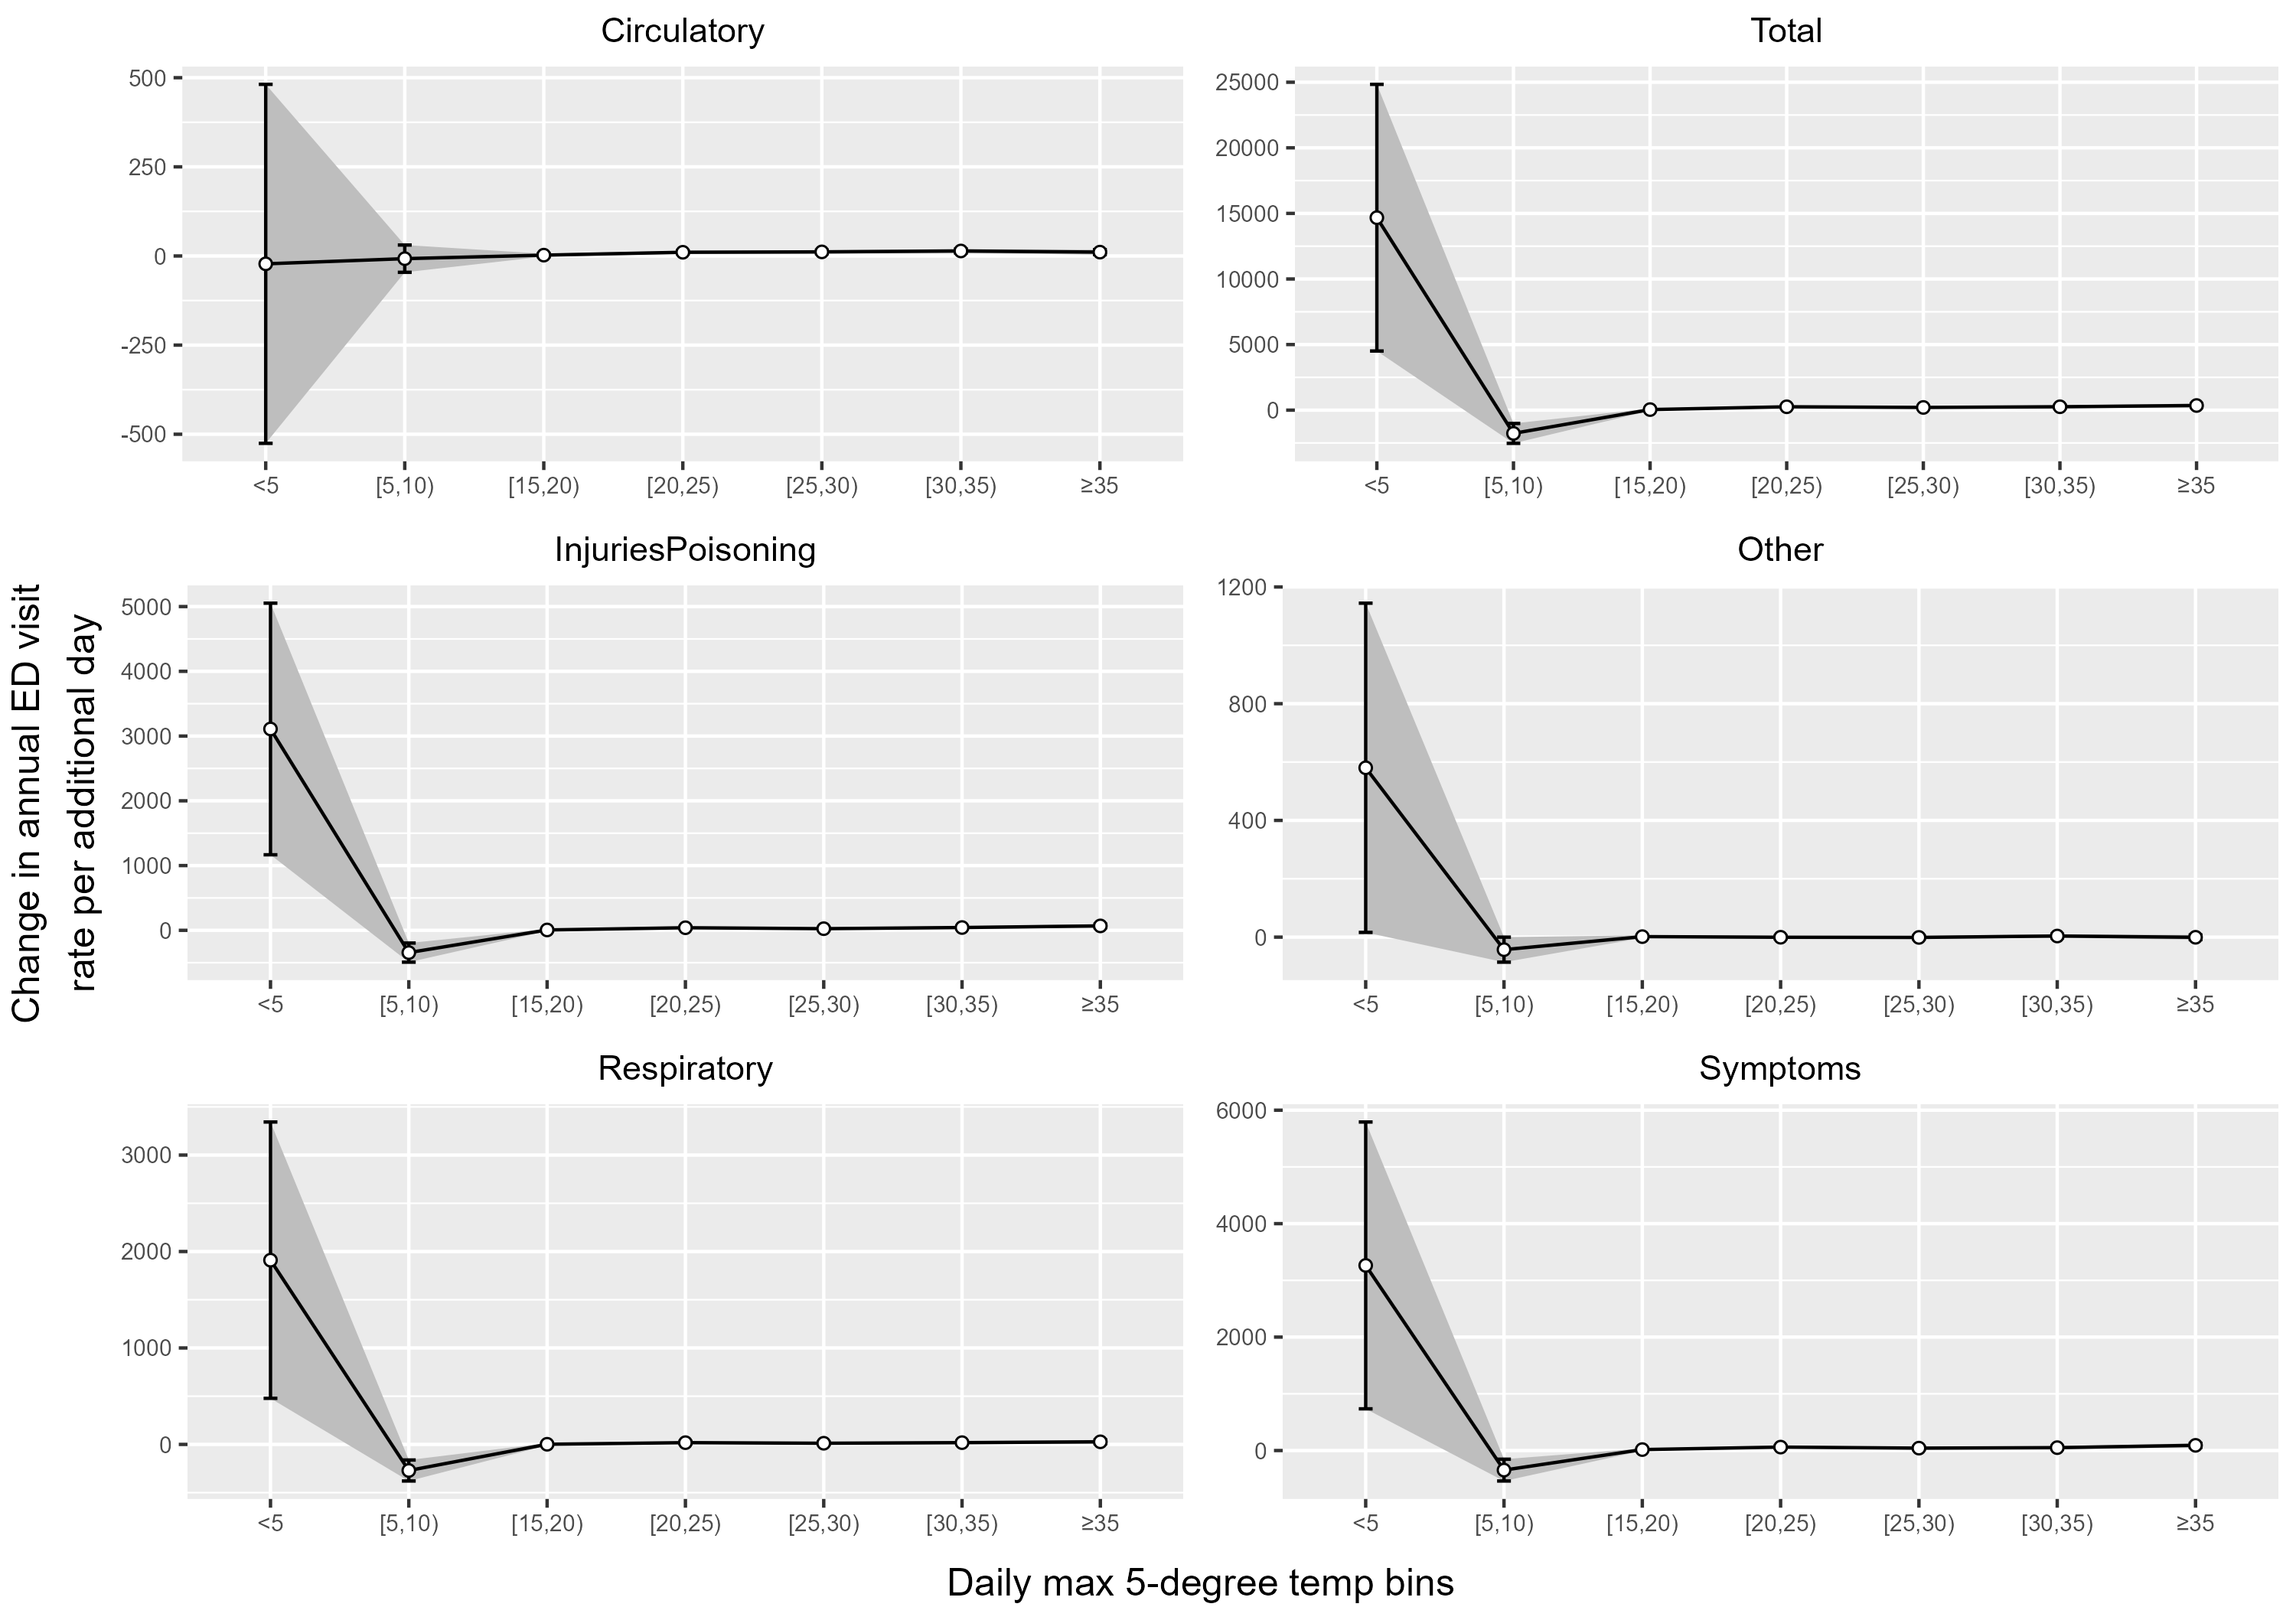 Circulatory
500
250
0
-250
-500
<5 [5,10) [15,20) [20,25) [25,30) [30,35) ≥35
Total
25000
20000
15000
10000
5000
0
<5 [5,10) [15,20) [20,25) [25,30) [30,35) ≥35
Change in annual ED visit
rate per additional day
InjuriesPoisoning
5000
4000
3000
2000
1000
0
<5 [5,10) [15,20) [20,25) [25,30) [30,35) ≥35
Other
1200
800
400
0
<5 [5,10) [15,20) [20,25) [25,30) [30,35) ≥35
Respiratory
3000
2000
1000
0
<5 [5,10) [15,20) [20,25) [25,30) [30,35) ≥35
Symptoms
6000
4000
2000
0
<5 [5,10) [15,20) [20,25) [25,30) [30,35) ≥35
Daily max 5-degree temp bins